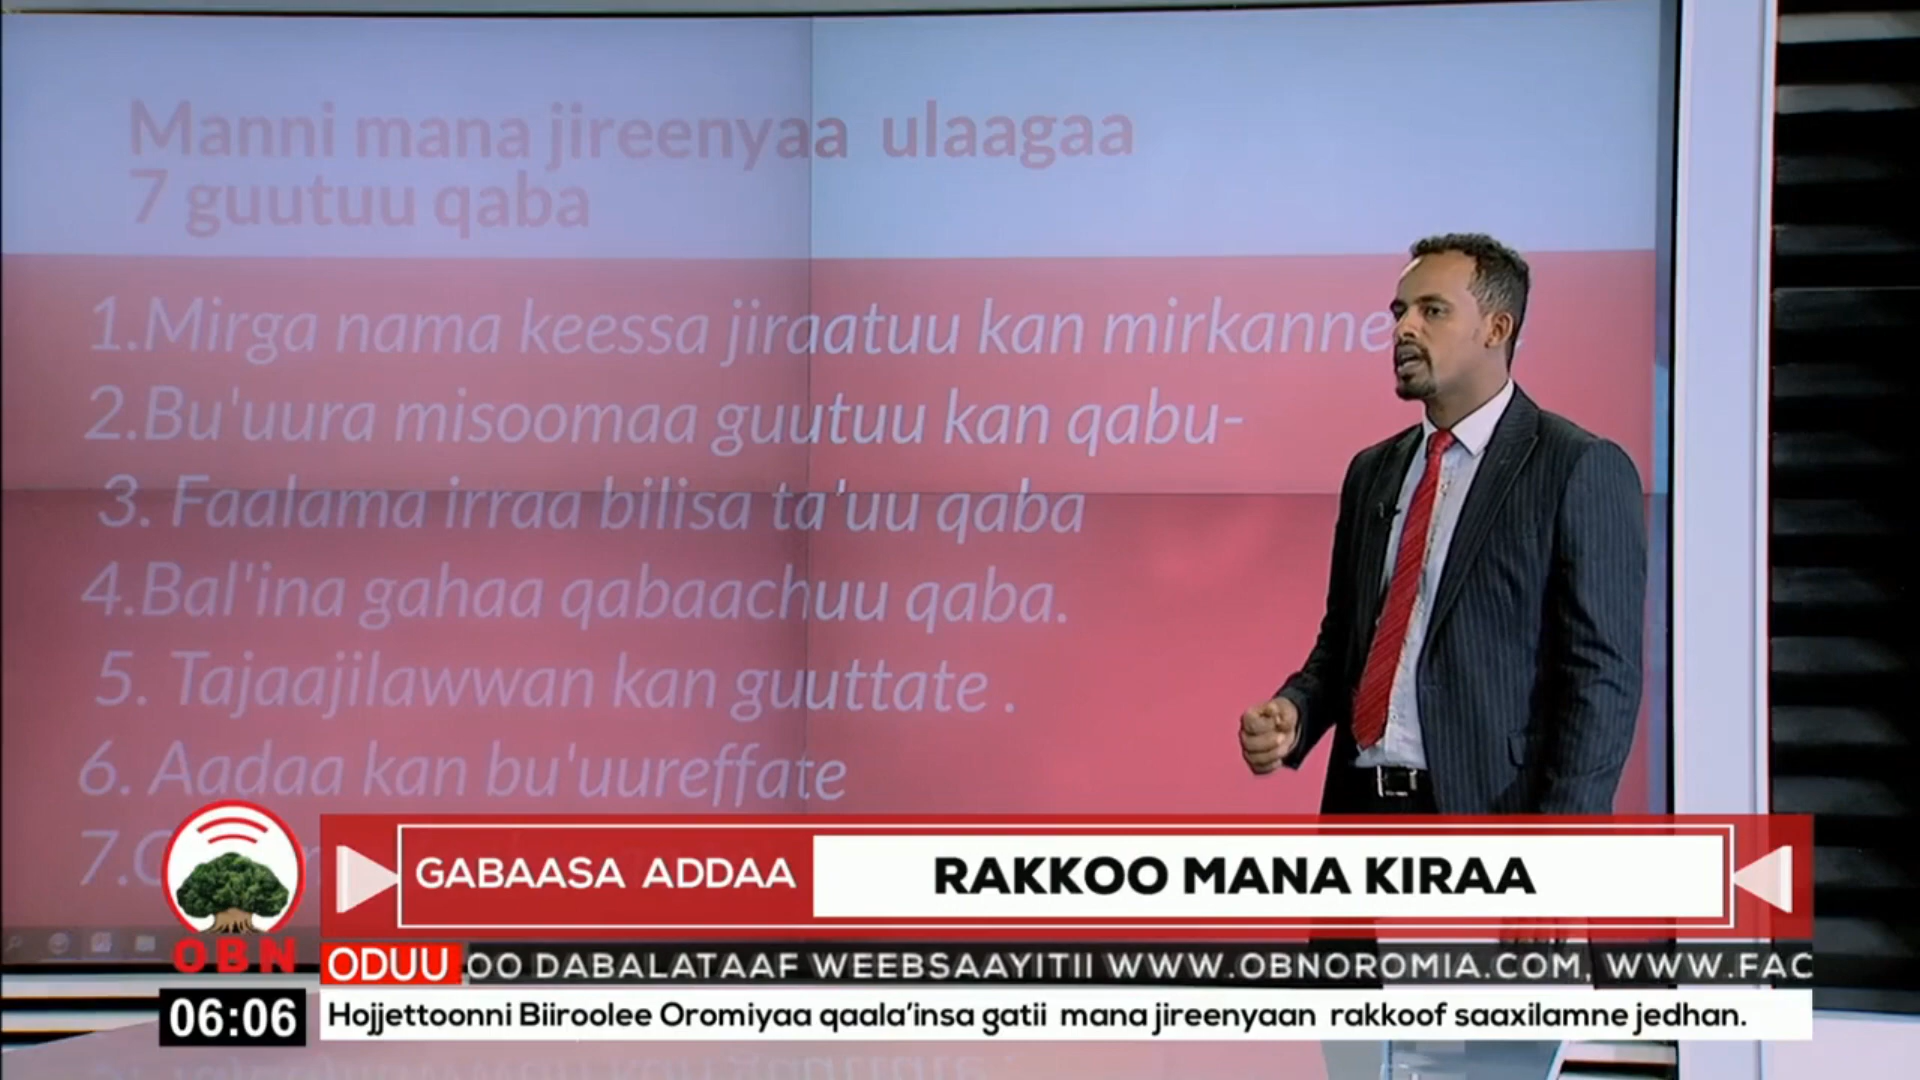 Manni mana jireenyaa ulaagaa
7 guutuu qaba
1.Mirga nama keessa jiraatuu kan
2.Bu'uura misoomaa guutuu kan qabu-
3. Faalama irraa bilisa ta'uu qaba
4.Bal'ina gahaa qabaachuu qaba.
5. Tajaajilawwan kan guuttate .
6. Aadaa kan bu'uureffate
7.
GABAASA ADDAA
RAKKOO MANA KIRAA
OBN
ODUU
OO DABALATAAF WEEBSAAYITII WWW.OBNOROMIA.COM, WWW.FAC
06:06
Hojjettoonni Biiroolee Oromiyaa qaala'insa gatii mana jireenyaan rakkoof saaxilamne jedhan.